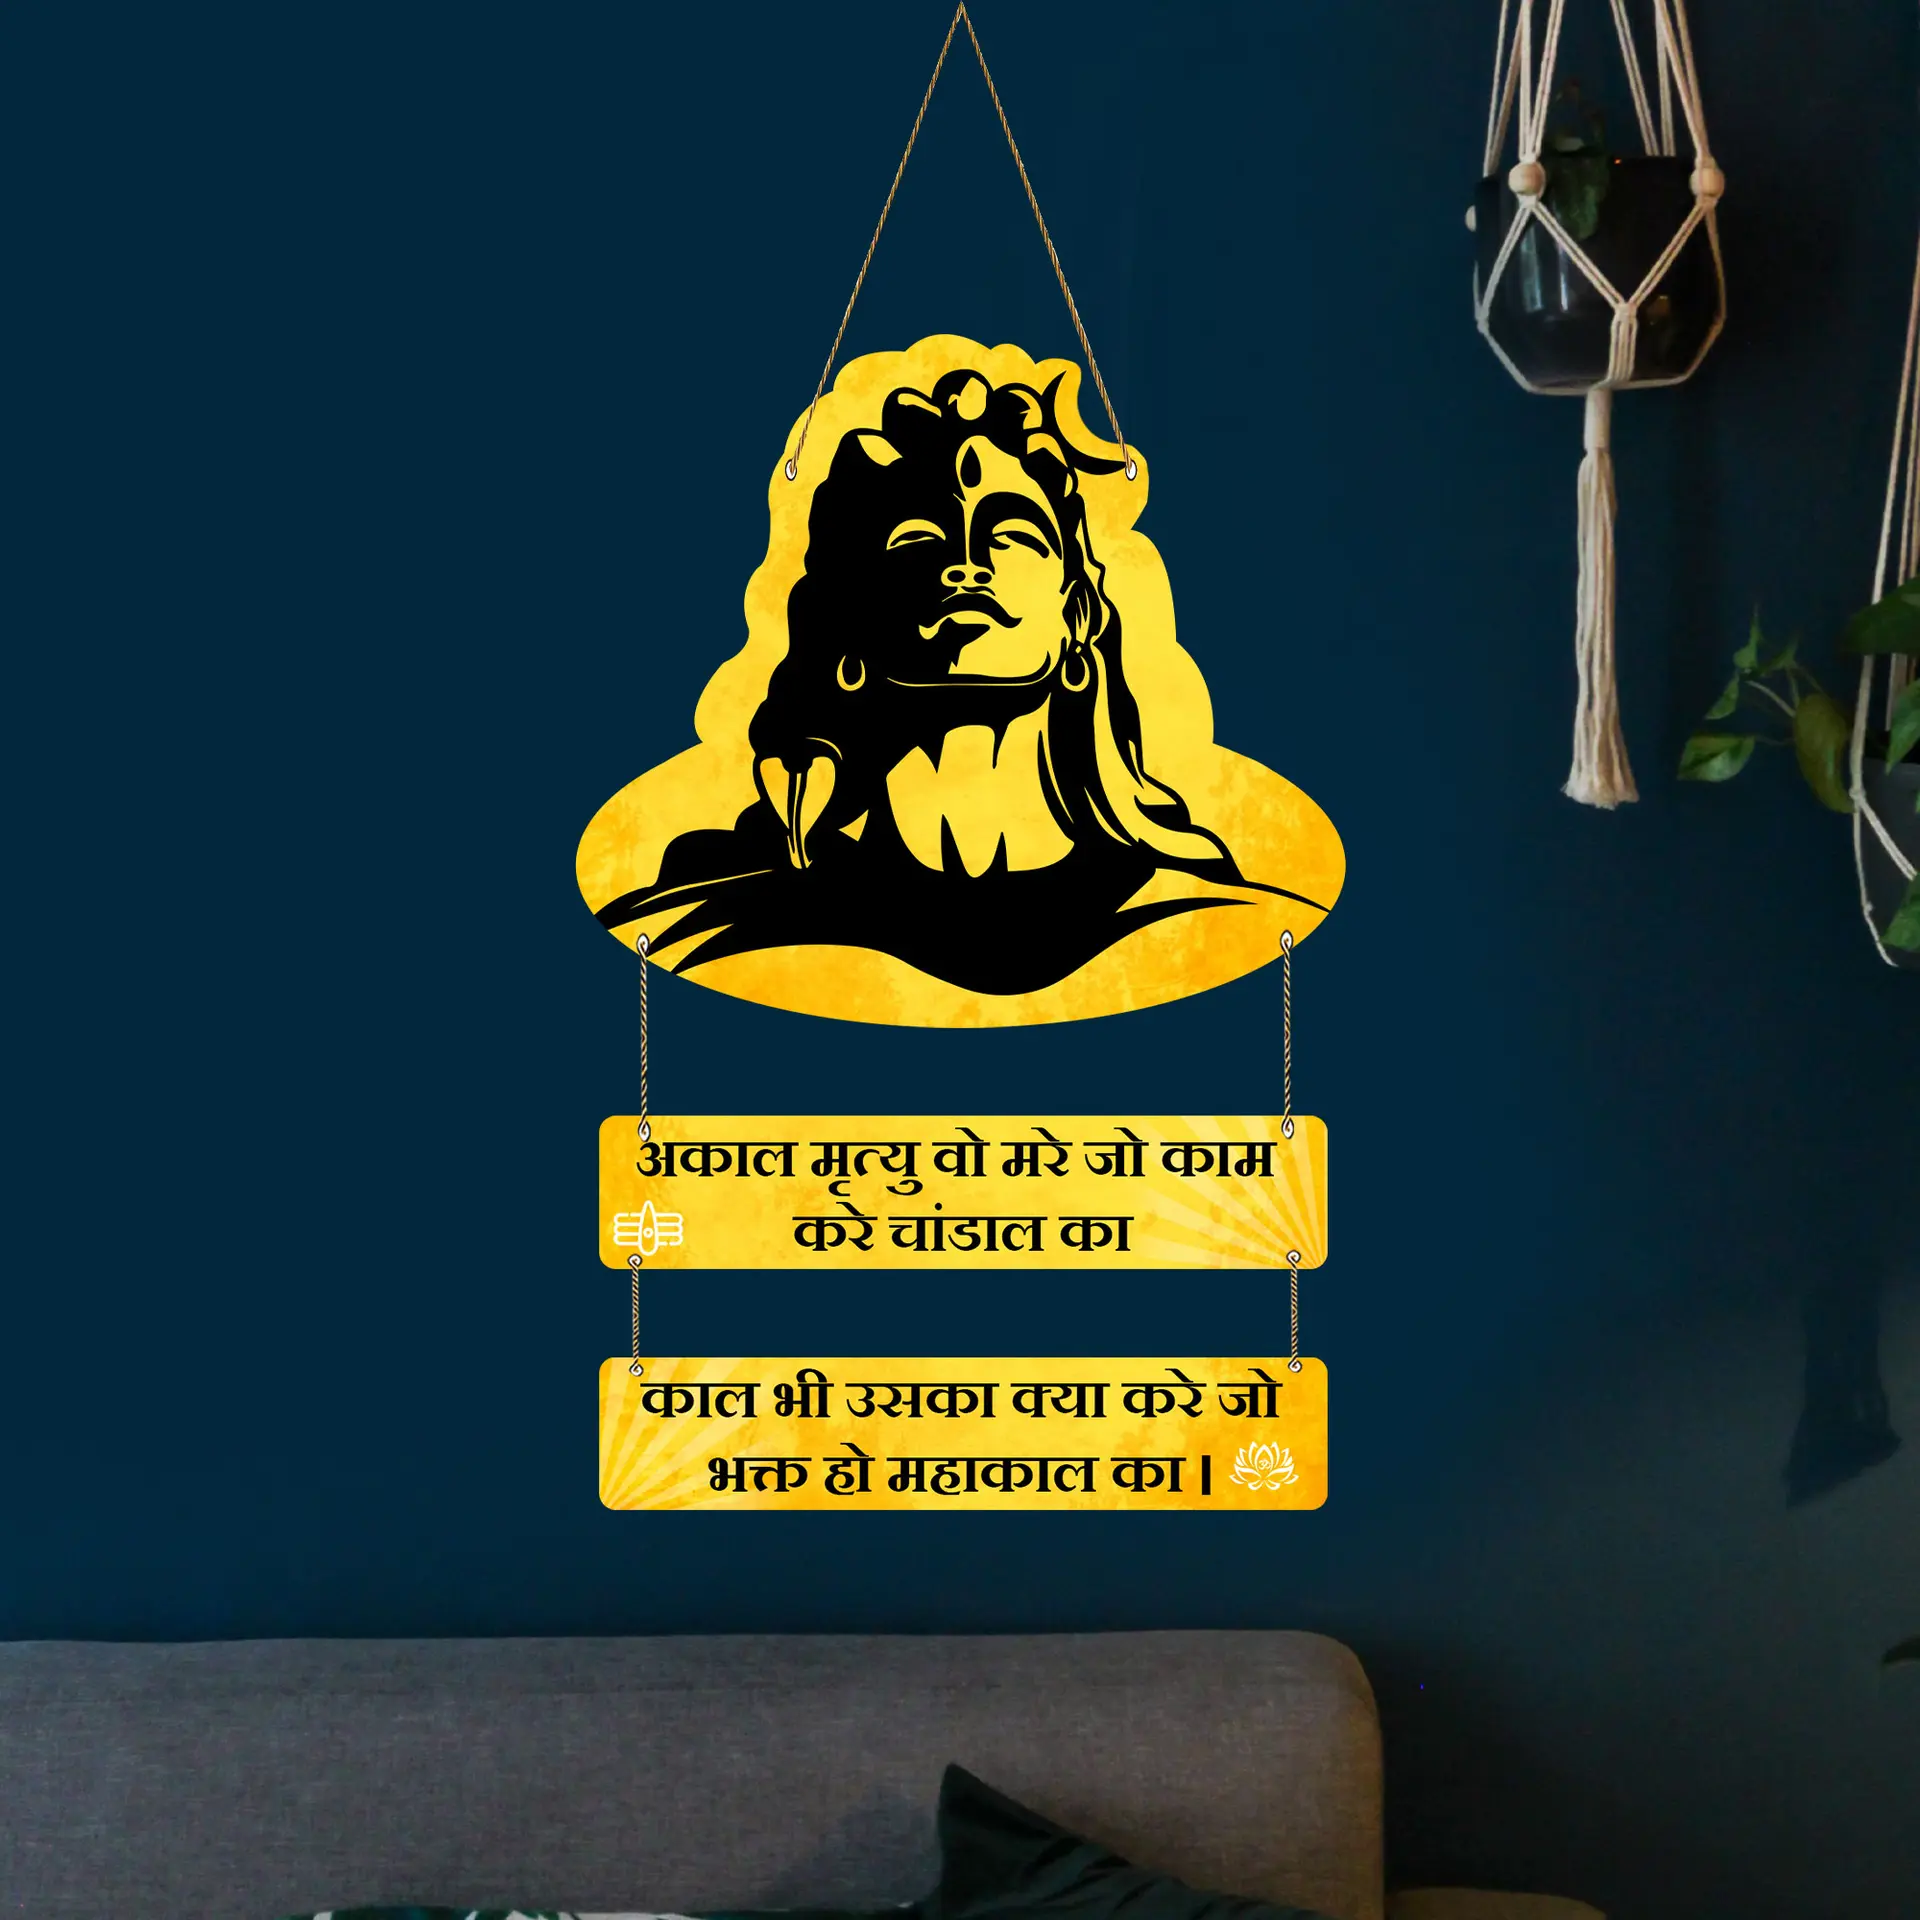 अकाल मृत्यु वो मरे जो काम
करे चांडाल का
काल भी उसका क्या करे जो
भक्त हो महाकाल का |
ॐ